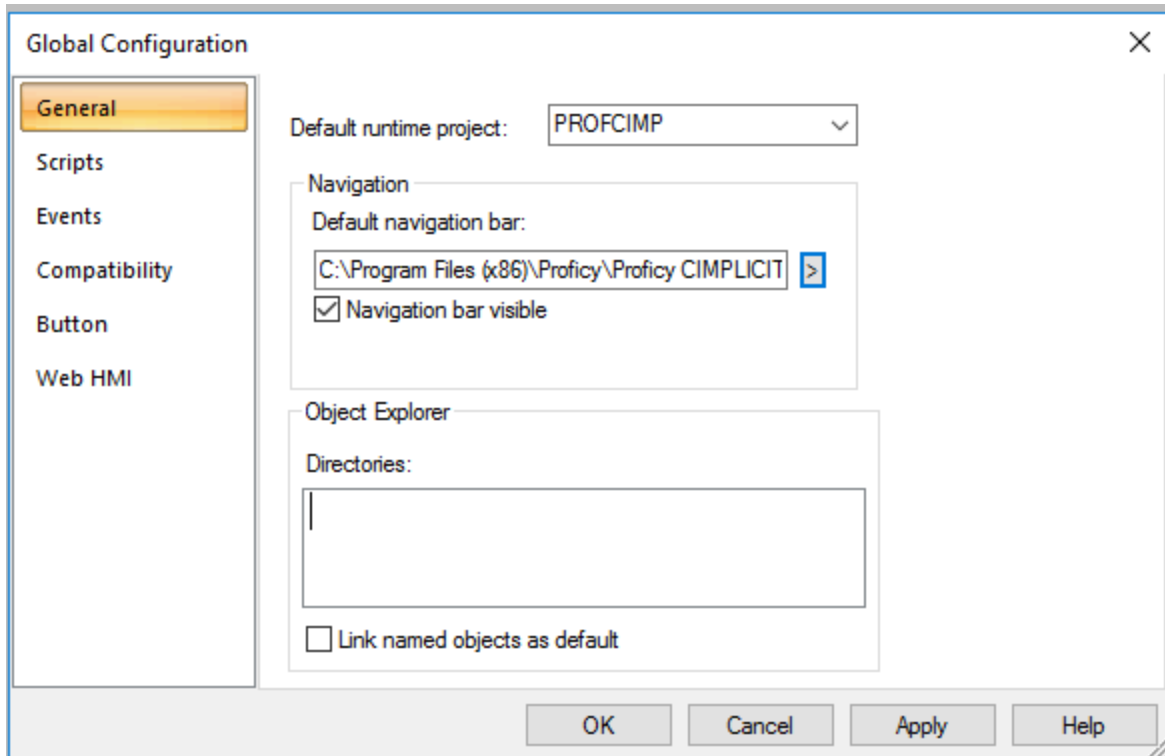 Global Configuration
General
Scripts
Events
Compatibility
Button
Web HMI
Default runtime project: PROFCIMP
Navigation
Default navigation bar:
C:\Program Files (x86)\Proficy\Proficy CIMPLICIT >
Navigation bar visible
Object Explorer
Directories:
Link named objects as default
OK Cancel Apply Help